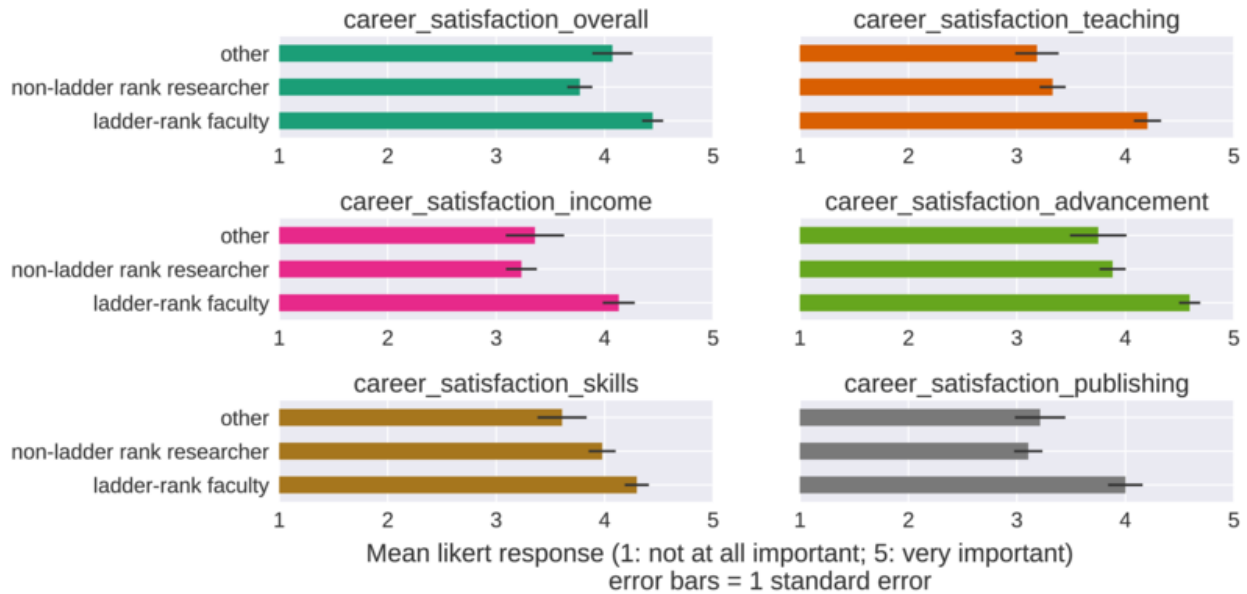 career_satisfaction_overall
other
non-ladder rank researcher
ladder-rank faculty
1 2 3 4 5
career_satisfaction_teaching
1 2 3 4 5
career_satisfaction_income
other
non-ladder rank researcher
ladder-rank faculty
1 2 3 4 5
career_satisfaction_advancement
1 2 3 4 5
career_satisfaction_skills
other
non-ladder rank researcher
ladder-rank faculty
1 2 3 4 5
career_satisfaction_publishing
1 2 3 4 5
Mean likert response (1: not at all important; 5: very important)
error bars = 1 standard error